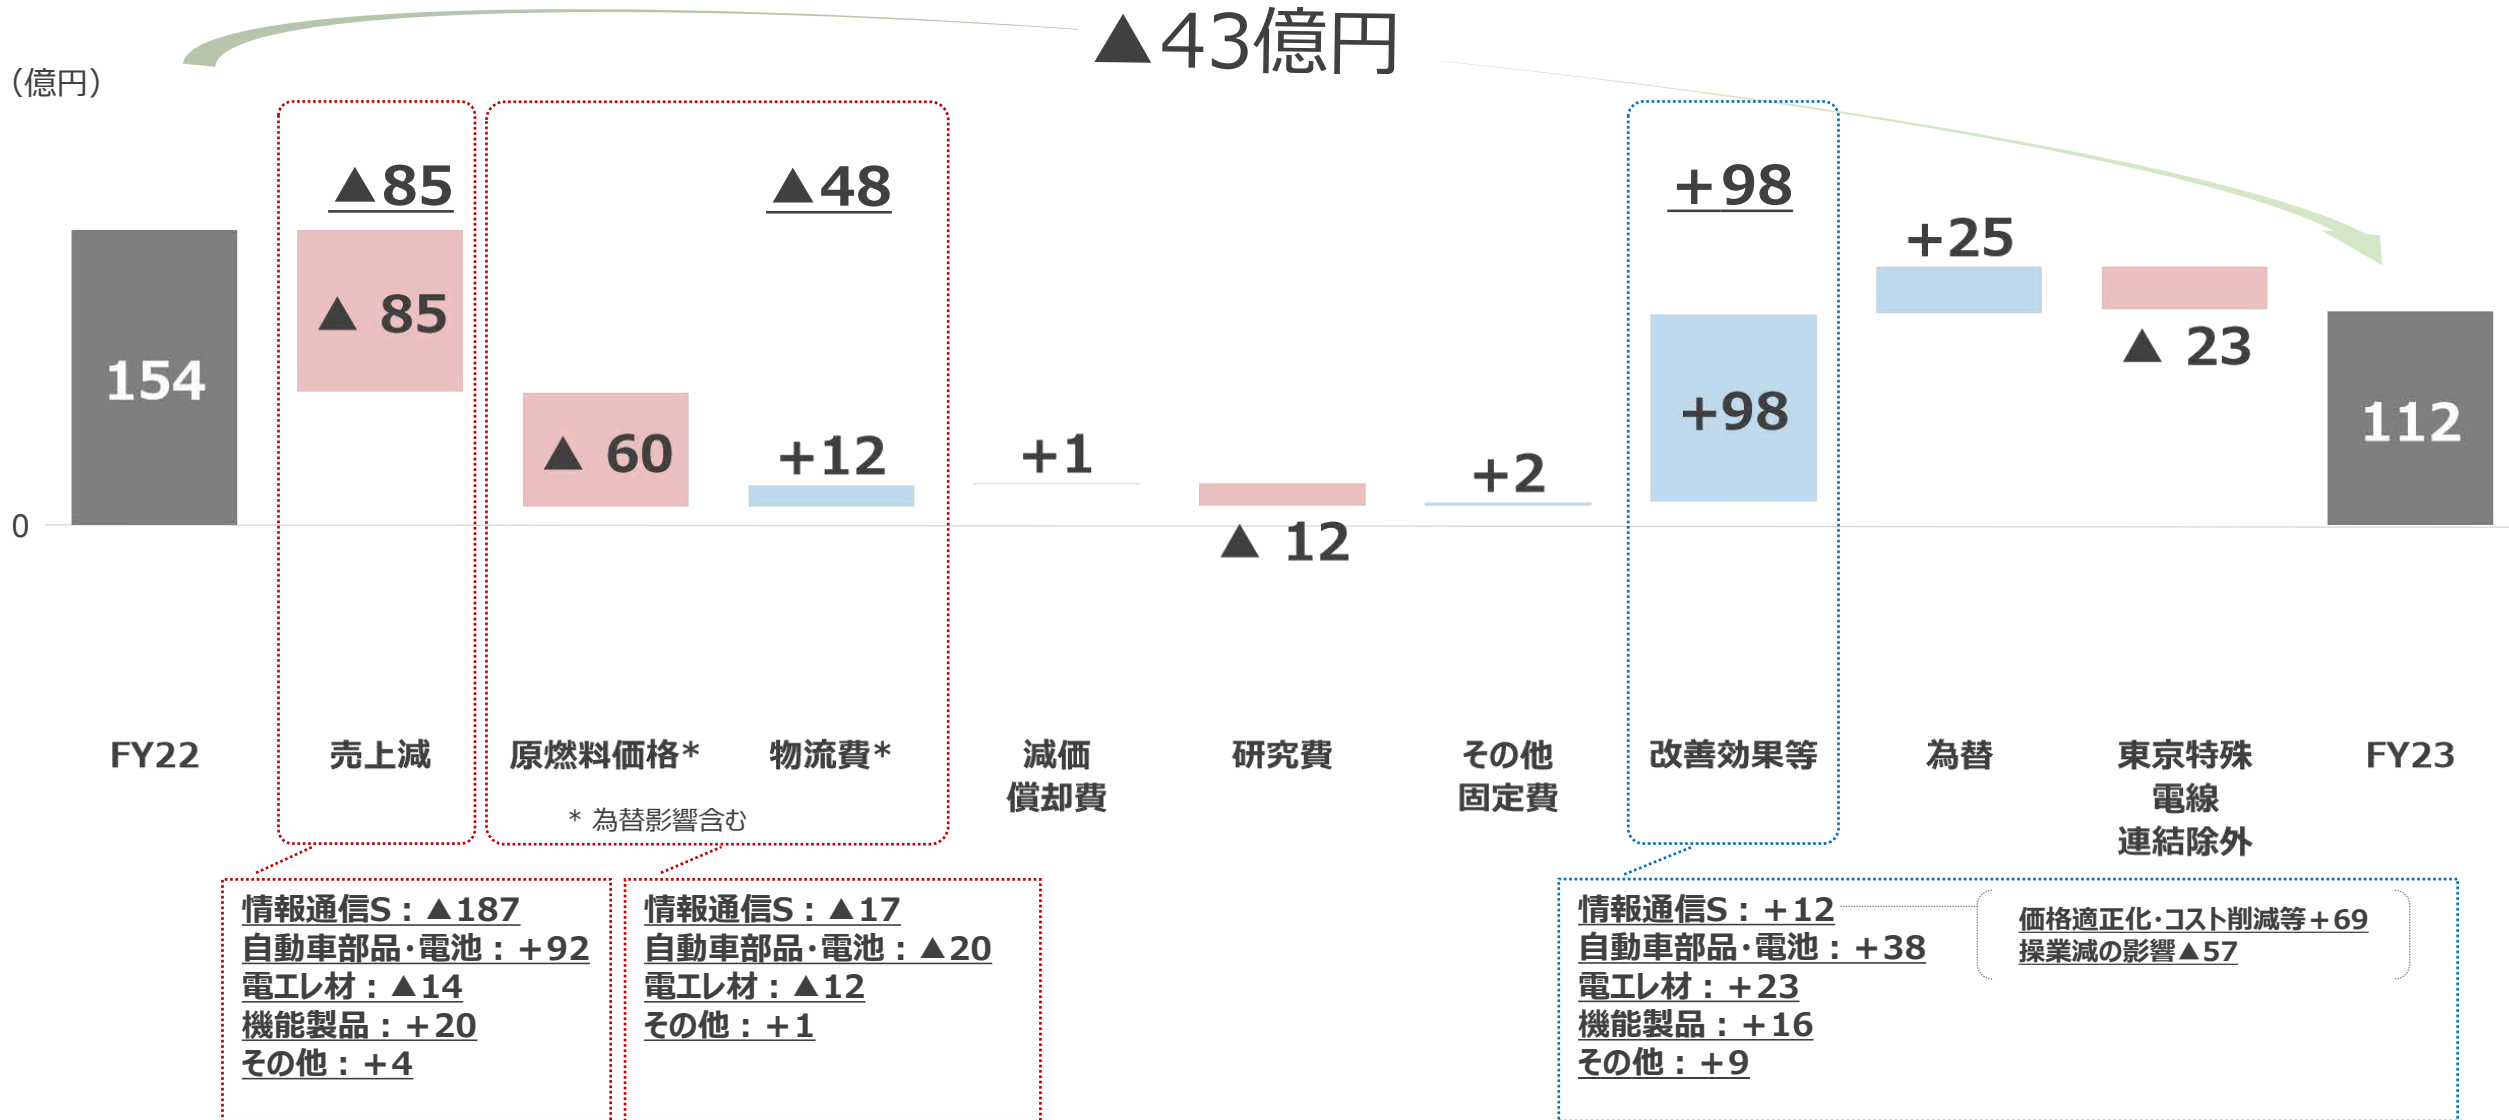 ▲43億円
（億円）
▲85
▲48
+98
+25
▲ 85
154
▲ 60
+12
+1
▲ 12
+2
+98
▲ 23
112
0
FY22
売上減
原燃料価格*
物流費*
減価
償却費
研究費
その他
固定費
改善効果等
為替
東京特殊
電線
連結除外
FY23
* 為替影響含む
情報通信S：▲187
自動車部品・電池：+92
電エレ材：▲14
機能製品：+20
その他：+4
情報通信S：▲17
自動車部品・電池：▲20
電エレ材：▲12
その他：+1
情報通信S：+12
自動車部品・電池：+38
電エレ材：+23
機能製品：+16
その他：+9
価格適正化・コスト削減等+69
操業減の影響▲57